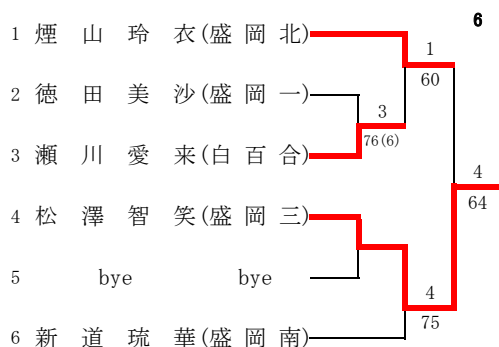 6
1 煙山玲衣(盛岡北)
1
60
2 徳田美沙(盛岡一)
3
76(6)
3 瀬川愛来(白百合)
4
64
4 松澤智笑(盛岡三)
5 bye bye
4
75
6 新道琉華(盛岡南)